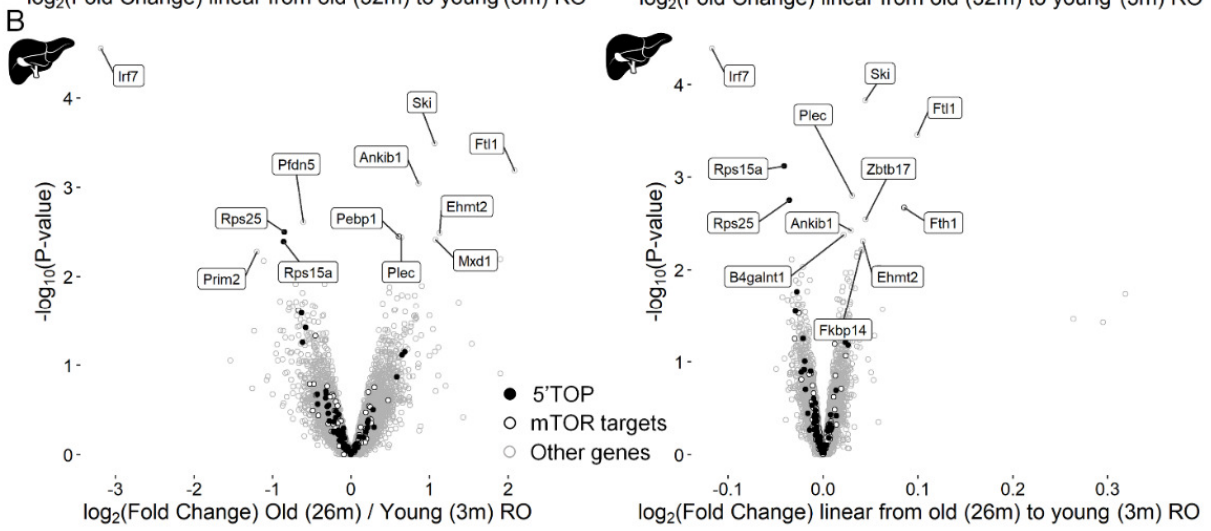 log₂(Fold Change) linear from old (32m) to young (3m) RO
log₂(Fold Change) linear from old (32m) to young (3m) RO
B
Irf7
Ski
Ftl1
Ankib1
Pfdn5
Rps25
Pebp1
Ehmt2
Prim2
Rps15a
Plec
Mxd1
4
3
2
1
0
-log₁₀(P-value)
5'TOP
mTOR targets
Other genes
-3 -2 -1 0 1 2
log₂(Fold Change) Old (26m) / Young (3m) RO
Irf7
Ski
Plec
Ftl1
Rps15a
Zbtb17
Rps25
Ankib1
Fth1
B4galnt1
Ehmt2
Fkbp14
4
3
2
1
0
-log₁₀(P-value)
-0.1 0.0 0.1 0.2 0.3
log₂(Fold Change) linear from old (26m) to young (3m) RO